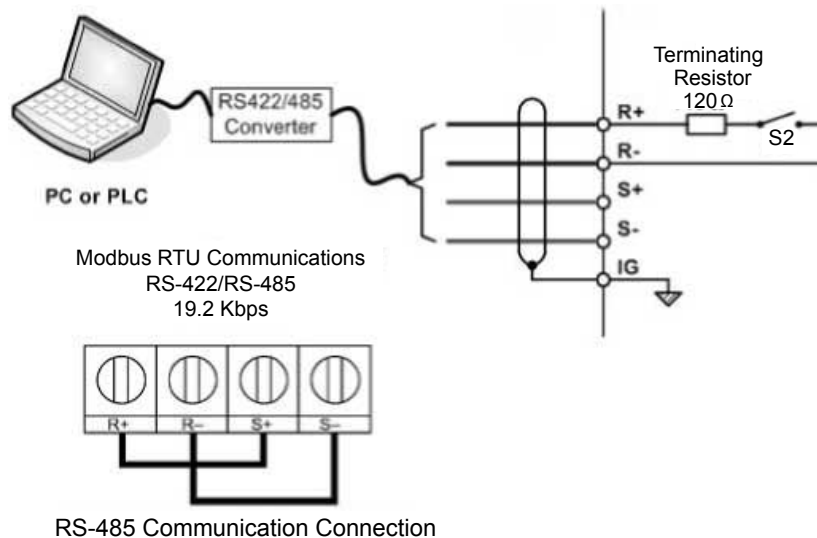 Terminating
Resistor
120 Ω
S2
RS422/485
Converter
R+
R-
S+
S-
IG
PC or PLC
Modbus RTU Communications
RS-422/RS-485
19.2 Kbps
R+ R– S+ S–
RS-485 Communication Connection